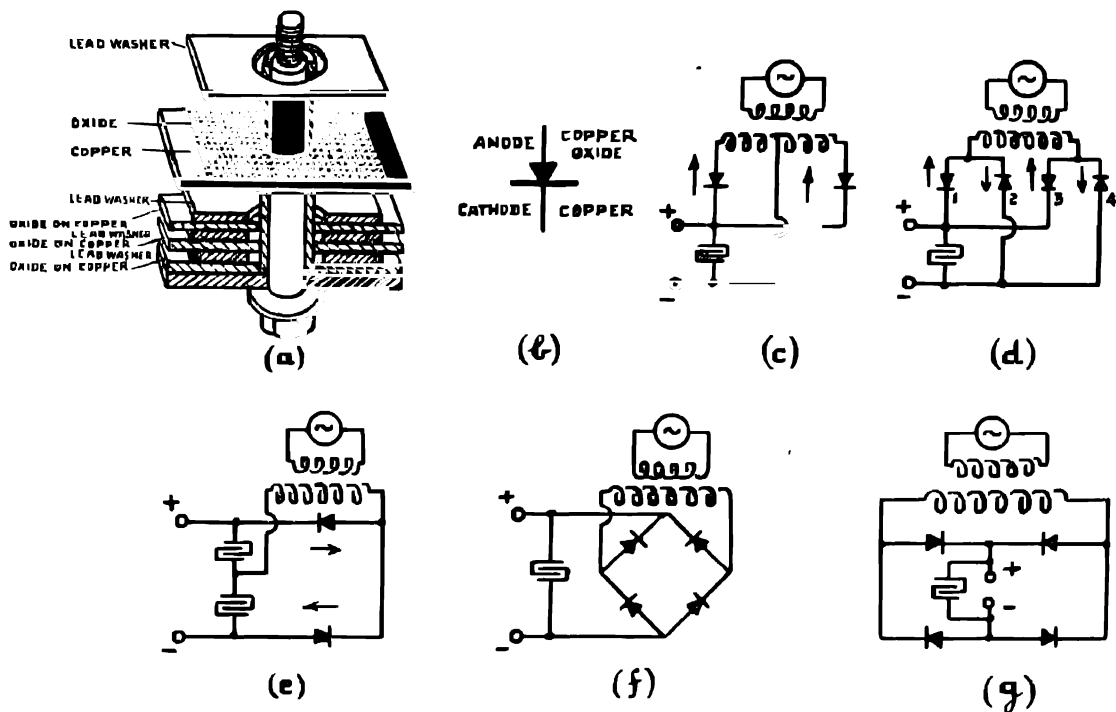 LEAD WASHER
OXIDE
COPPER
LEAD WASHER
OXIDE ON COPPER
LEAD WASHER
OXIDE ON COPPER
LEAD WASHER
OXIDE ON COPPER
(a)
ANODE COPPER OXIDE
CATHODE COPPER
(b)
~
+
-
(c)
~
1 2 3 4
+
-
(d)
~
+
-
(e)
~
+
-
(f)
~
+
-
(g)